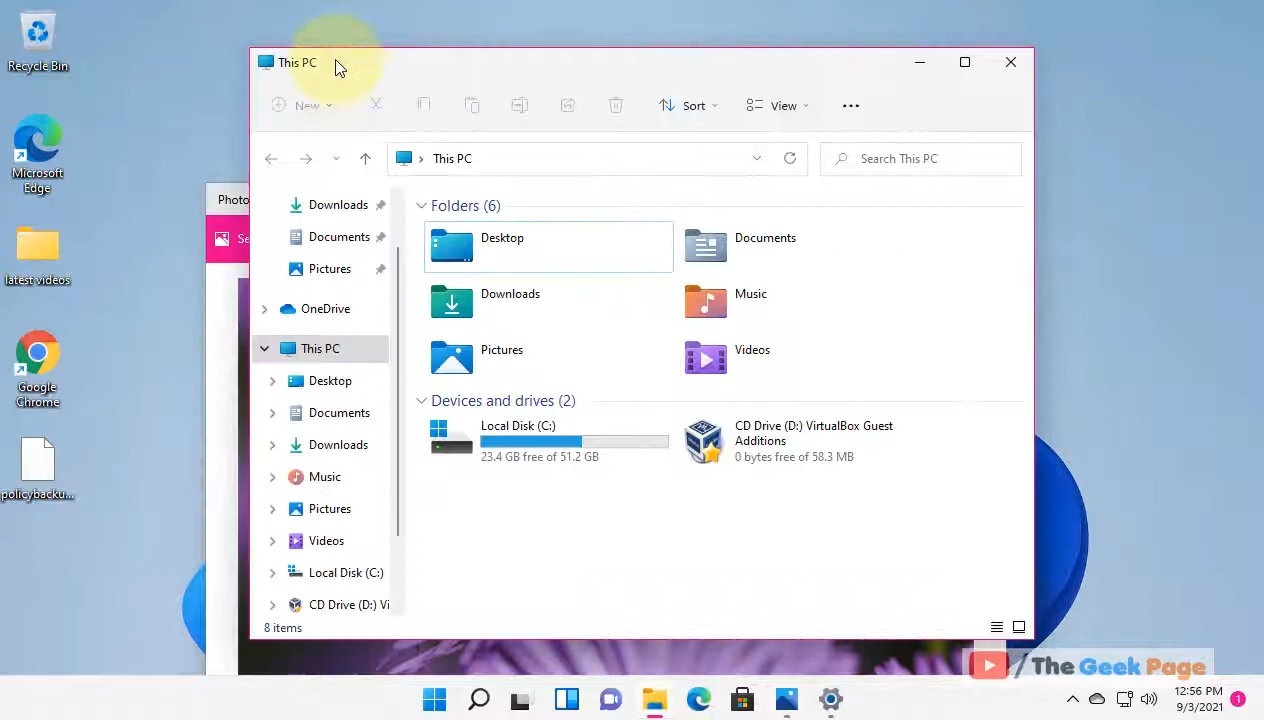 Recycle Bin
Microsoft
Edge
latest videos
Google
Chrome
policybacku...
Photo
Se
This PC
New
Sort
View
This PC
Search This PC
Downloads
Documents
Pictures
OneDrive
This PC
Desktop
Documents
Downloads
Music
Pictures
Videos
Local Disk (C:)
CD Drive (D:) Vi
Folders (6)
Desktop
Documents
Downloads
Music
Pictures
Videos
Devices and drives (2)
Local Disk (C:)
23.4 GB free of 51.2 GB
CD Drive (D:) VirtualBox Guest
Additions
0 bytes free of 58.3 MB
8 items
/ The Geek Page
12:56 PM
9/3/2021
1